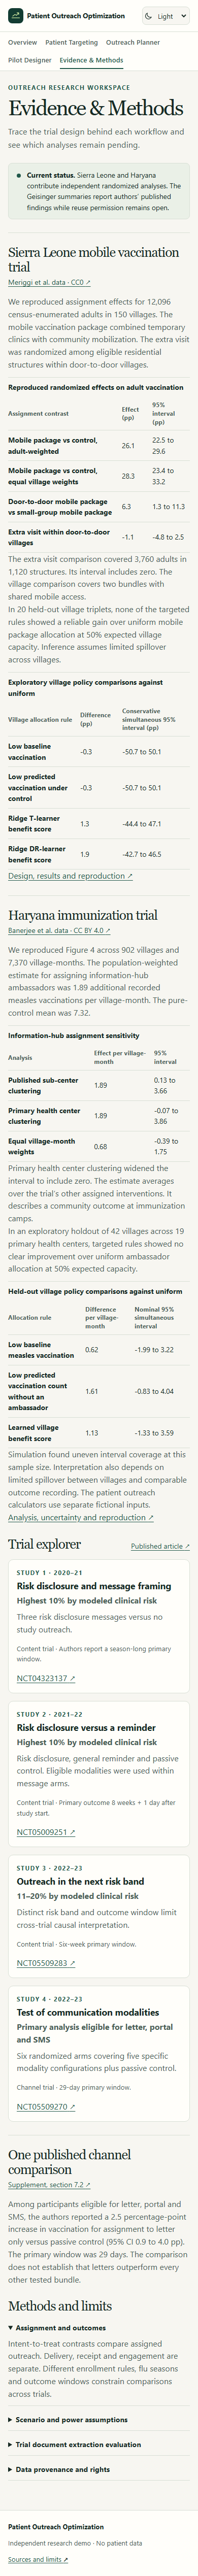 Patient Outreach Optimization
Light
Overview Patient Targeting Outreach Planner
Pilot Designer Evidence & Methods
OUTREACH RESEARCH WORKSPACE
Evidence & Methods
Trace the trial design behind each workflow and
see which analyses remain pending.
Current status. Sierra Leone and Haryana
contribute independent randomized analyses. The
Geisinger summaries report authors' published
findings while reuse permission remains open.
Sierra Leone mobile vaccination
trial
Meriggi et al. data · CC0 ↗
We reproduced assignment effects for 12,096
census-enumerated adults in 150 villages. The
mobile vaccination package combined temporary
clinics with community mobilization. The extra visit
was randomized among eligible residential
structures within door-to-door villages.
Reproduced randomized effects on adult vaccination
Assignment contrast Effect (pp) 95% interval (pp)
Mobile package vs control, adult-weighted 26.1 22.5 to 29.6
Mobile package vs control, equal village weights 28.3 23.4 to 33.2
Door-to-door mobile package vs small-group mobile package 6.3 1.3 to 11.3
Extra visit within door-to-door villages -1.1 -4.8 to 2.5
The extra visit comparison covered 3,760 adults in
1,120 structures. Its interval includes zero. The
village comparison covers two bundles with
shared mobile access.
In 20 held-out village triplets, none of the targeted
rules showed a reliable gain over uniform mobile
package allocation at 50% expected village
capacity. Inference assumes limited spillover
across villages.
Exploratory village policy comparisons against
uniform
Village allocation rule Difference (pp) Conservative simultaneous 95% interval (pp)
Low baseline vaccination -0.3 -50.7 to 50.1
Low predicted vaccination under control -0.3 -50.7 to 50.1
Ridge T-learner benefit score 1.3 -44.4 to 47.1
Ridge DR-learner benefit score 1.9 -42.7 to 46.5
Design, results and reproduction ↗
Haryana immunization trial
Banerjee et al. data · CC BY 4.0 ↗
We reproduced Figure 4 across 902 villages and
7,370 village-months. The population-weighted
estimate for assigning information-hub
ambassadors was 1.89 additional recorded
measles vaccinations per village-month. The pure-
control mean was 7.32.
Information-hub assignment sensitivity
Analysis Effect per village-month 95% interval
Published sub-center clustering 1.89 0.13 to 3.66
Primary health center clustering 1.89 -0.07 to 3.86
Equal village-month weights 0.68 -0.39 to 1.75
Primary health center clustering widened the
interval to include zero. The estimate averages
over the trial's other assigned interventions. It
describes a community outcome at immunization
camps.
In an exploratory holdout of 42 villages across 19
primary health centers, targeted rules showed no
clear improvement over uniform ambassador
allocation at 50% expected capacity.
Held-out village policy comparisons against uniform
Allocation rule Difference per village-month Nominal 95% simultaneous interval
Low baseline measles vaccination 0.62 -1.99 to 3.22
Low predicted vaccination count without an ambassador 1.61 -0.83 to 4.04
Learned village benefit score 1.13 -1.33 to 3.59
Simulation found uneven interval coverage at this
sample size. Interpretation also depends on
limited spillover between villages and comparable
outcome recording. The patient outreach
calculators use separate fictional inputs.
Analysis, uncertainty and reproduction ↗
Trial explorer
Published article ↗
STUDY 1 · 2020–21
Risk disclosure and message framing
Highest 10% by modeled clinical risk
Three risk disclosure messages versus no
study outreach.
Content trial · Authors report a season-long primary
window.
NCT04323137 ↗
STUDY 2 · 2021–22
Risk disclosure versus a reminder
Highest 10% by modeled clinical risk
Risk disclosure, general reminder and passive
control. Eligible modalities were used within
message arms.
Content trial · Primary outcome 8 weeks + 1 day after
study start.
NCT05009251 ↗
STUDY 3 · 2022–23
Outreach in the next risk band
11–20% by modeled clinical risk
Distinct risk band and outcome window limit
cross-trial causal interpretation.
Content trial · Six-week primary window.
NCT05509283 ↗
STUDY 4 · 2022–23
Test of communication modalities
Primary analysis eligible for letter, portal
and SMS
Six randomized arms covering five specific
modality configurations plus passive control.
Channel trial · 29-day primary window.
NCT05509270 ↗
One published channel
comparison
Supplement, section 7.2 ↗
Among participants eligible for letter, portal and
SMS, the authors reported a 2.5 percentage-point
increase in vaccination for assignment to letter
only versus passive control (95% CI 0.9 to 4.0 pp).
The primary window was 29 days. The comparison
does not establish that letters outperform every
other tested bundle.
Methods and limits
▼ Assignment and outcomes
Intent-to-treat contrasts compare assigned
outreach. Delivery, receipt and engagement are
separate. Different enrollment rules, flu seasons
and outcome windows constrain comparisons
across trials.
▶ Scenario and power assumptions
▶ Trial document extraction evaluation
▶ Data provenance and rights
Patient Outreach Optimization
Independent research demo · No patient data
Sources and limits ↗